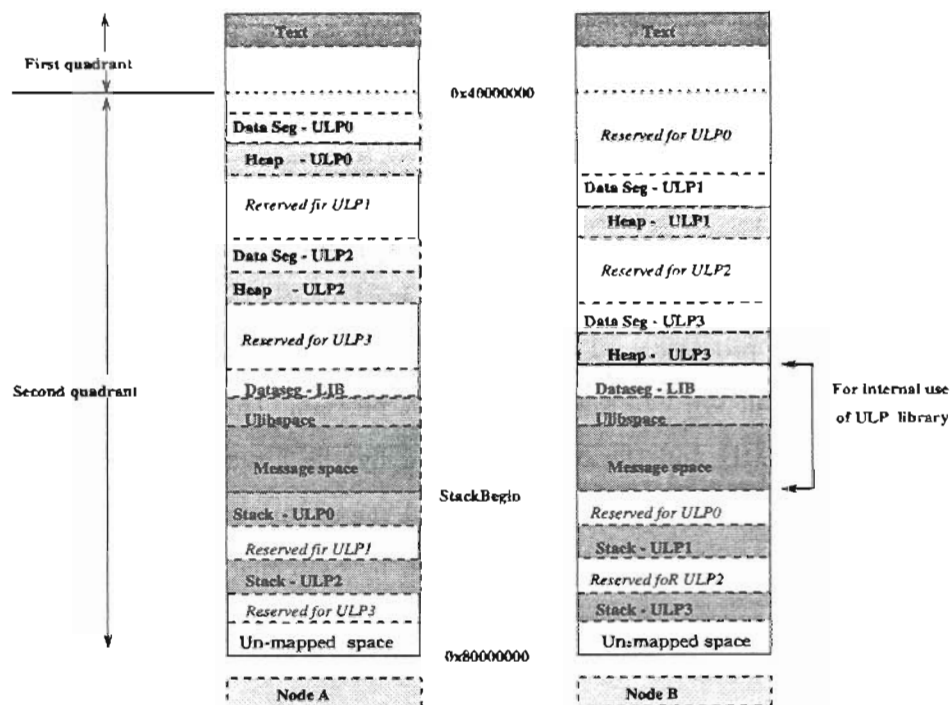 Text
First quadrant
0x40000000
Data Seg - ULP0
Heap - ULP0
Reserved fir ULP1
Data Seg - ULP2
Heap - ULP2
Reserved for ULP3
Second quadrant
Dataseg - LIB
Ulibspace
Message space
StackBegin
Stack - ULP0
Reserved fir ULP1
Stack - ULP2
Reserved for ULP3
Un-mapped space
0x80000000
Node A
Text
Reserved for ULP0
Data Seg - ULP1
Heap - ULP1
Reserved for ULP2
Data Seg - ULP3
Heap - ULP3
Dataseg - LIB
Ulibspace
Message space
For internal use
of ULP library
Reserved for ULP0
Stack - ULP1
Reserved foR ULP2
Stack - ULP3
Un-mapped space
Node B